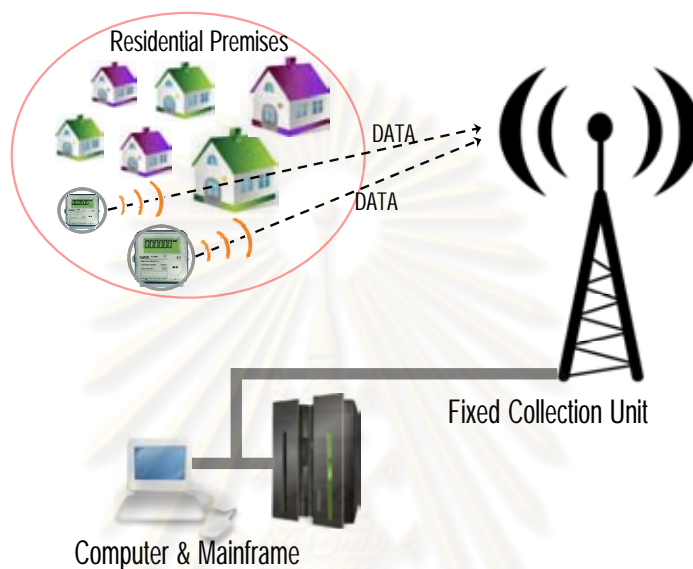 Residential Premises
DATA
DATA
Fixed Collection Unit
Computer & Mainframe